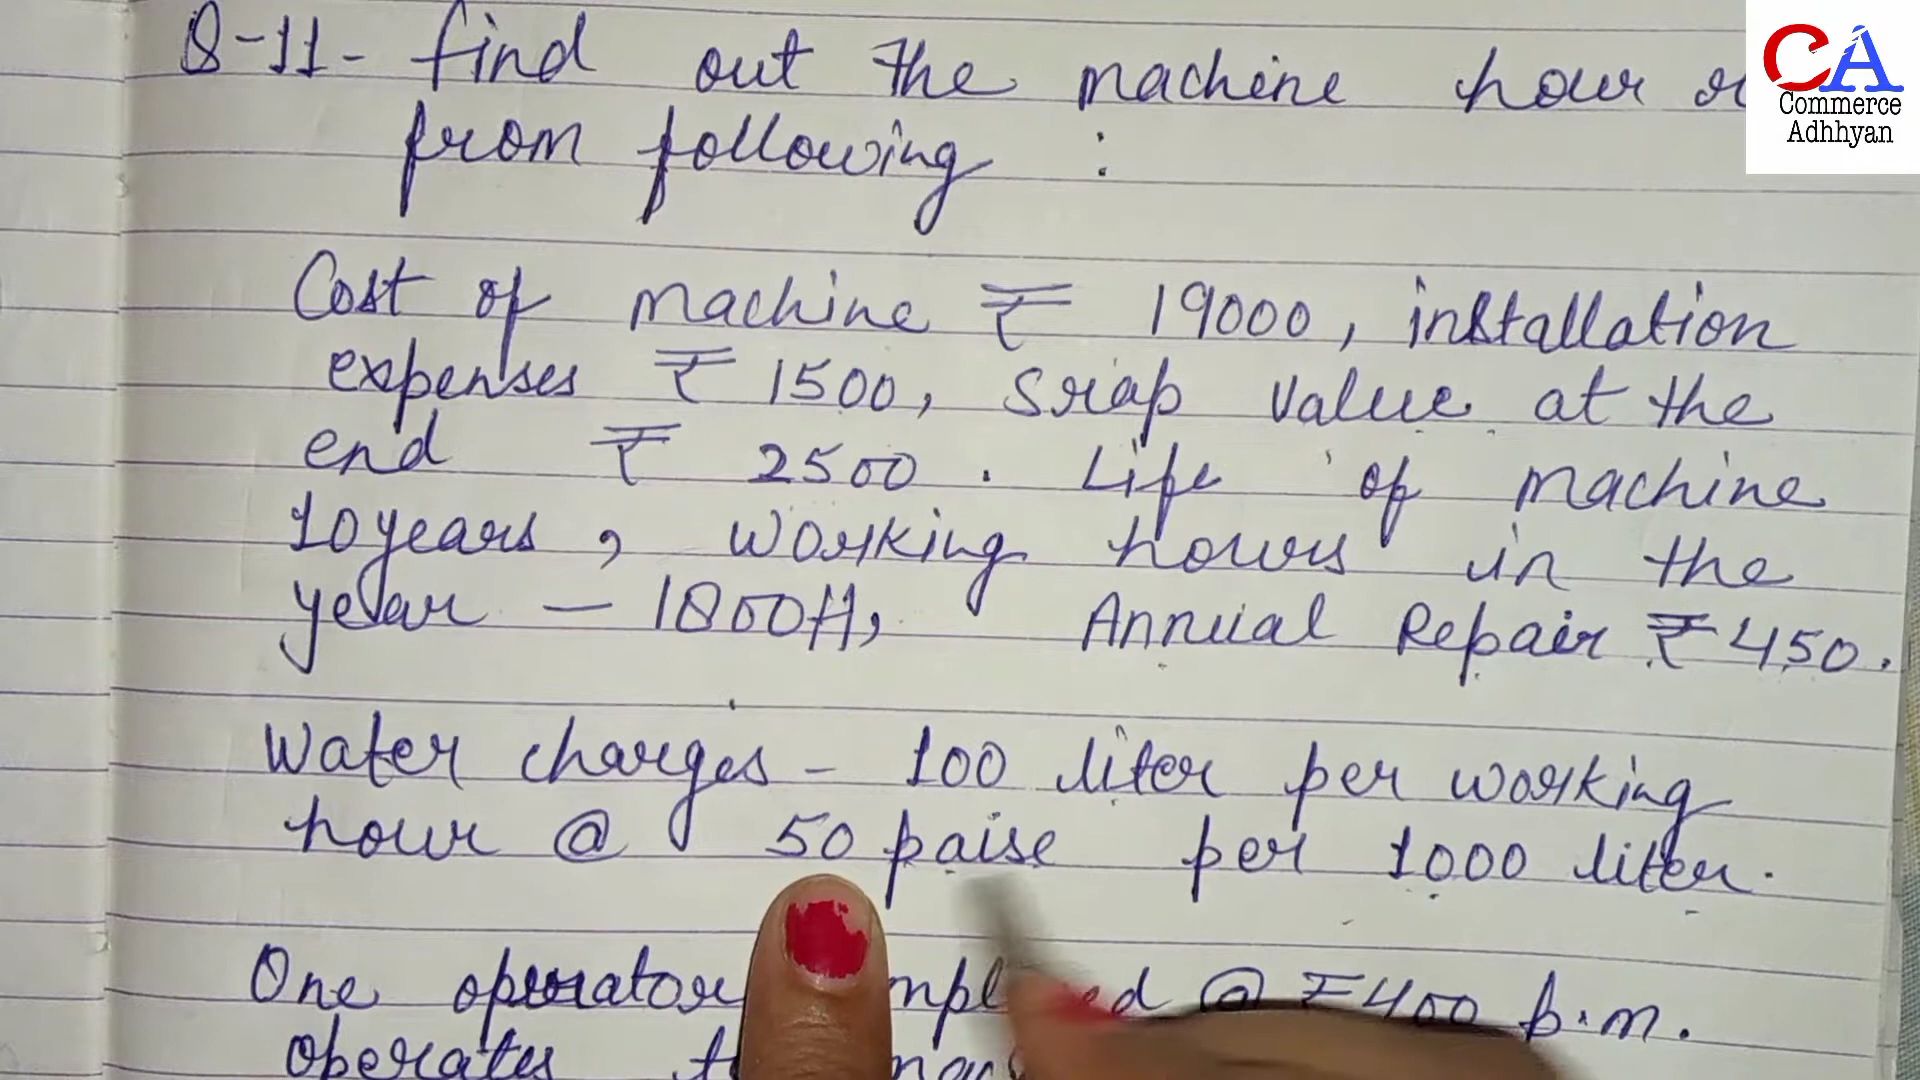 Q-11- find out the machine hour
from following :
Cost of machine ₹ 19000, installation
expenses ₹ 1500, Scrap value at the
end ₹ 2500. Life of machine
10 years, working hours in the
year - 1800H, Annual Repair ₹ 450.
Water charges - 100 liter per working
hour @ 50 paise per 1000 liter.
One operator @ ₹ 400 p.m.
operates
CA
Commerce
Adhhyan